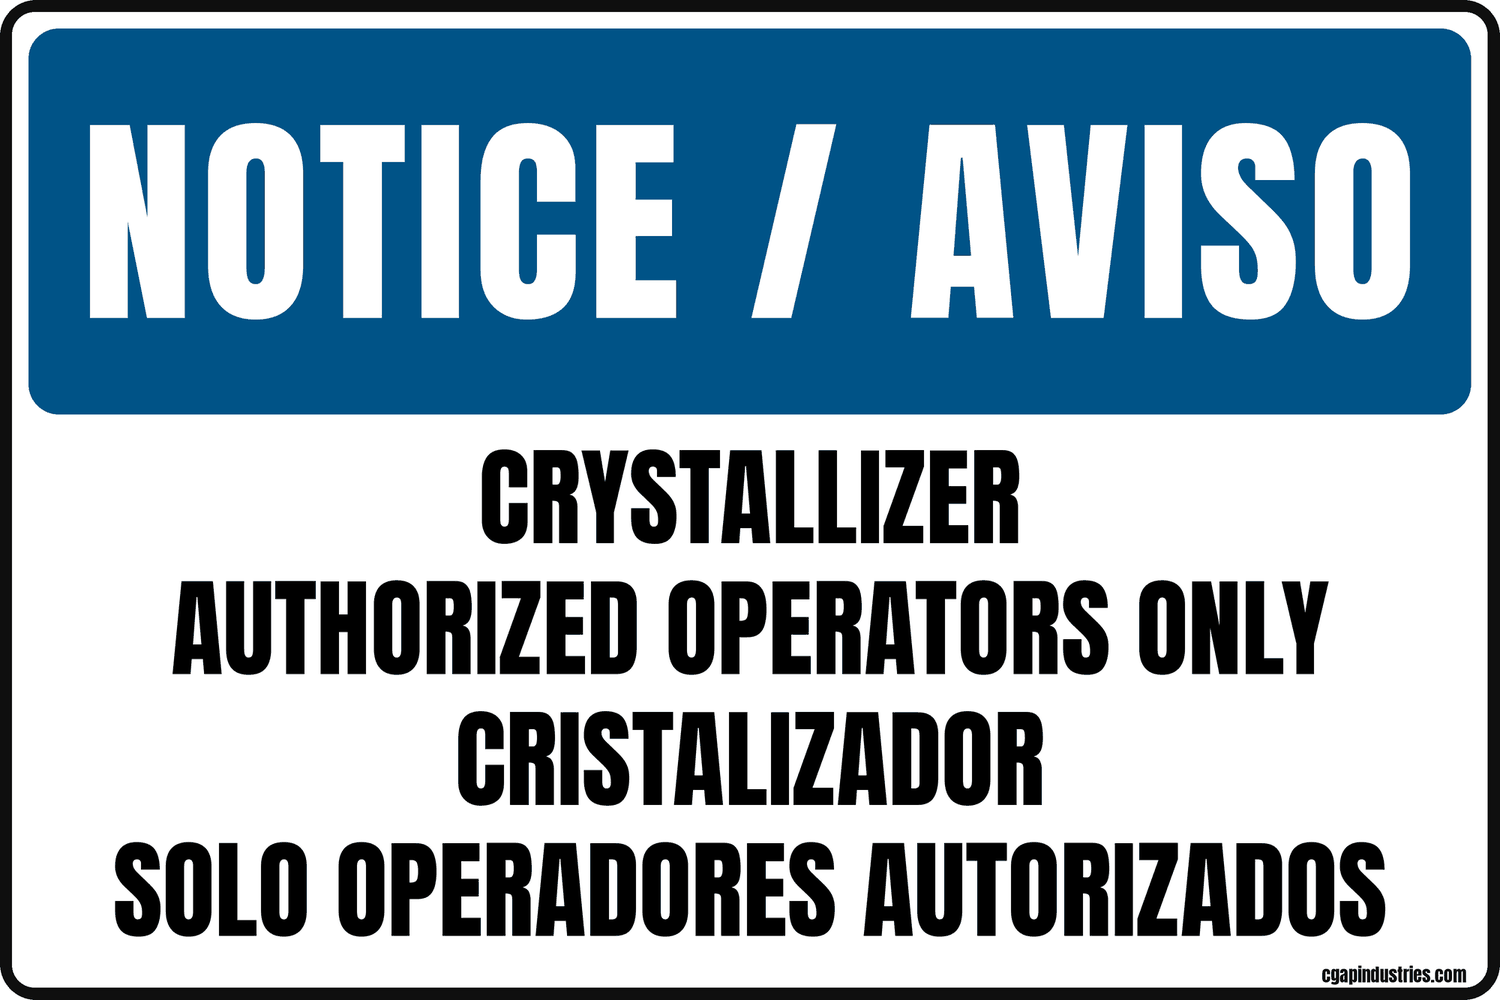 NOTICE / AVISO
CRYSTALLIZER
AUTHORIZED OPERATORS ONLY
CRISTALIZADOR
SOLO OPERADORES AUTORIZADOS
cgapindustries.com